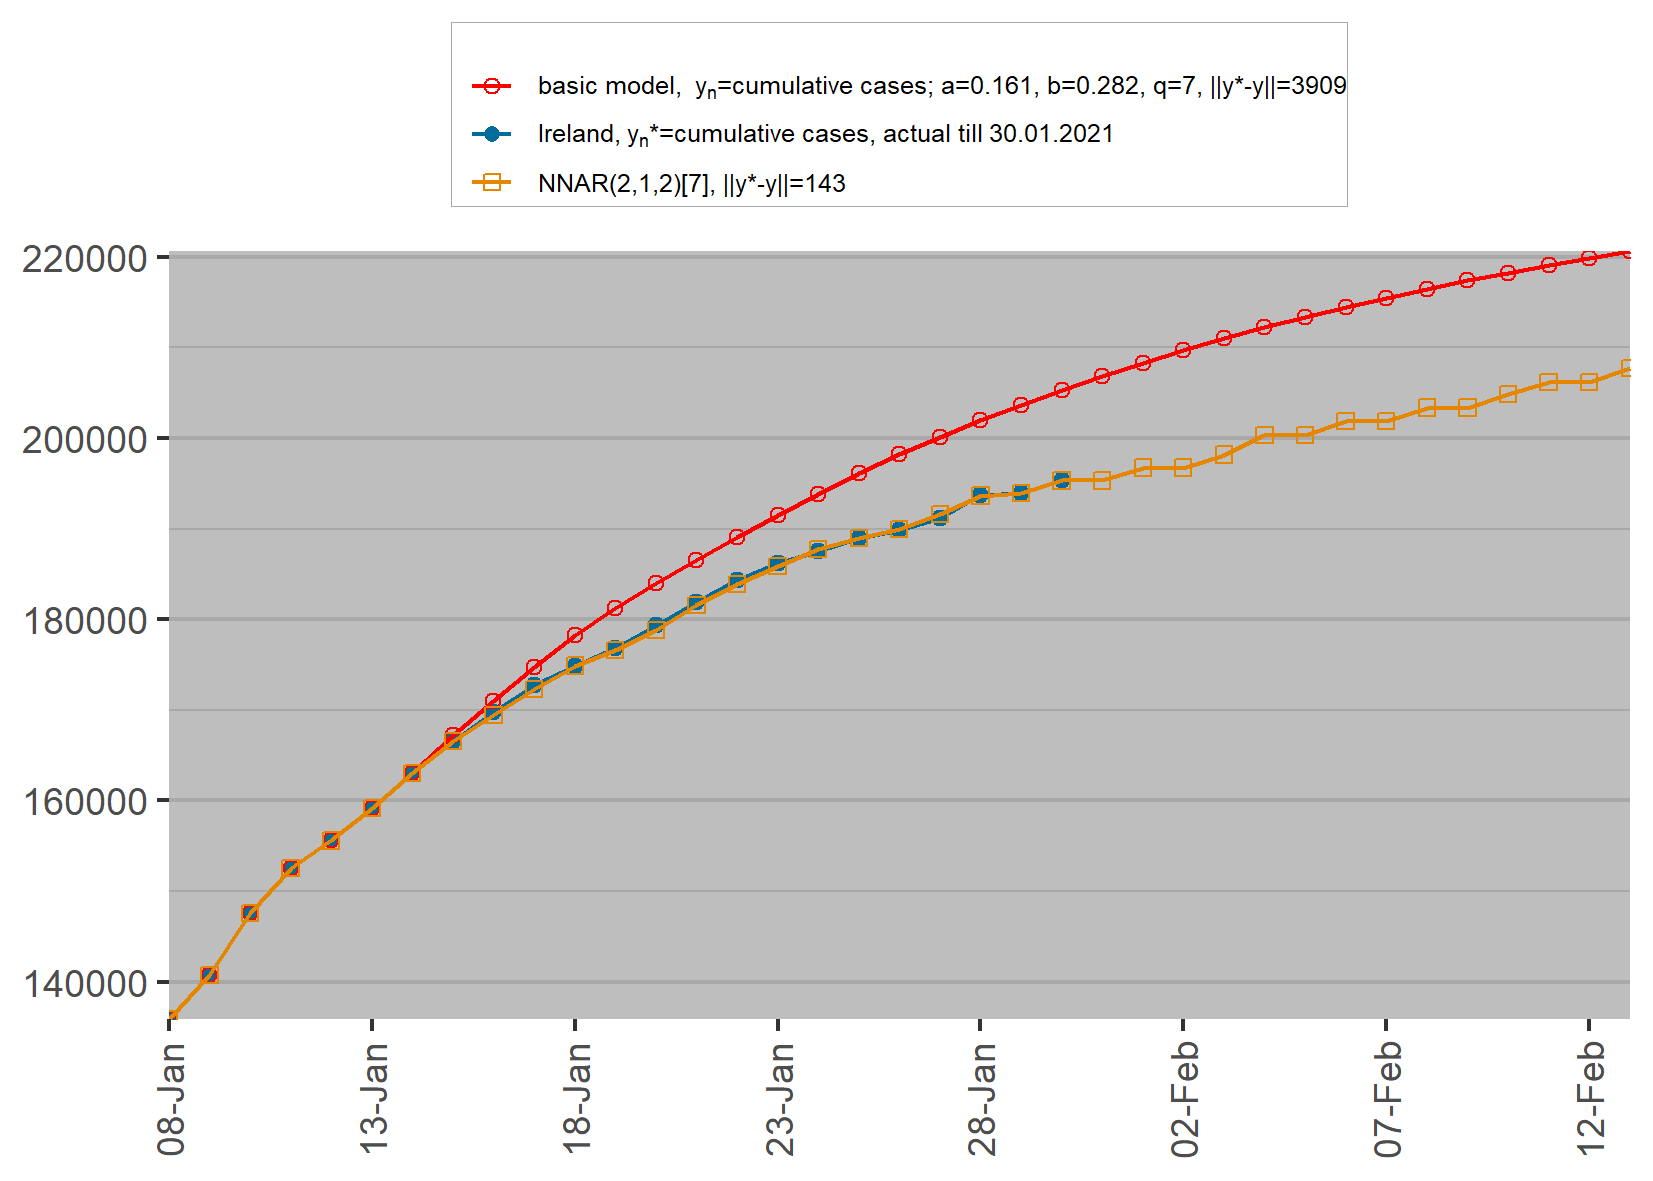 basic model, yn=cumulative cases; a=0.161, b=0.282, q=7, ||y*-y||=3909
Ireland, yn*=cumulative cases, actual till 30.01.2021
NNAR(2,1,2)[7], ||y*-y||=143
220000
200000
180000
160000
140000
08-Jan
13-Jan
18-Jan
23-Jan
28-Jan
02-Feb
07-Feb
12-Feb